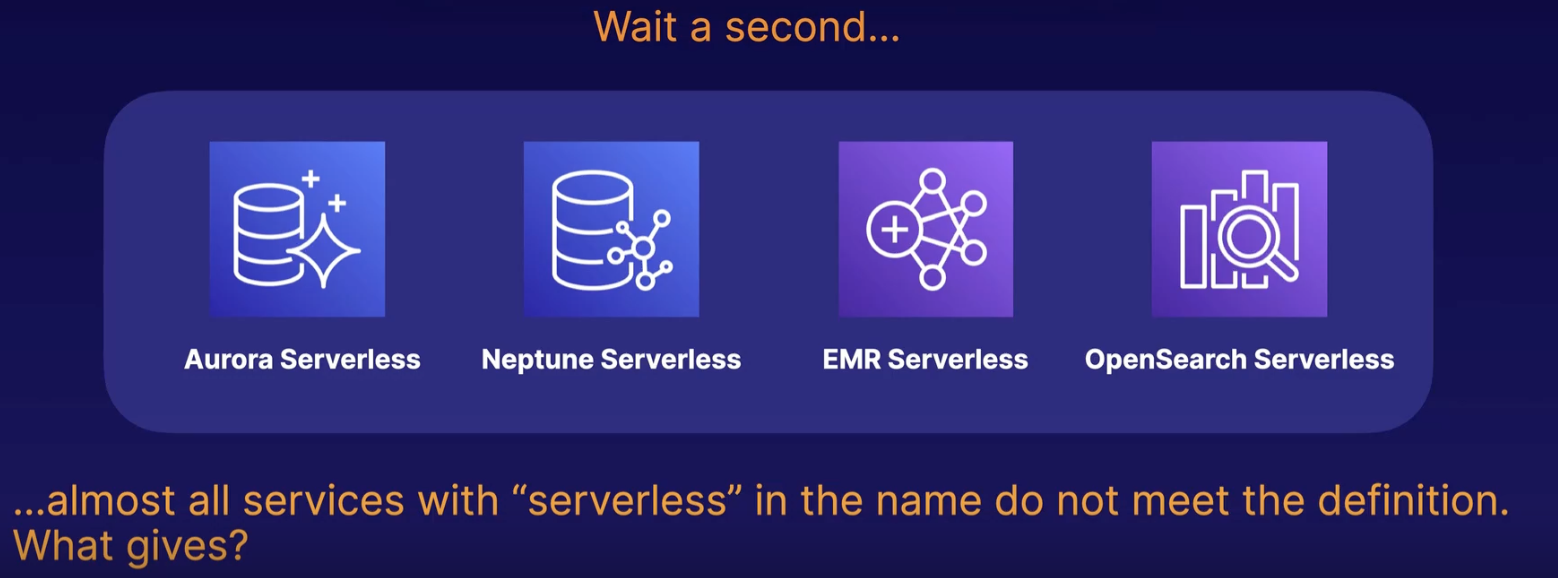 Wait a second...
Aurora Serverless
Neptune Serverless
EMR Serverless
OpenSearch Serverless
...almost all services with “serverless” in the name do not meet the definition.
What gives?